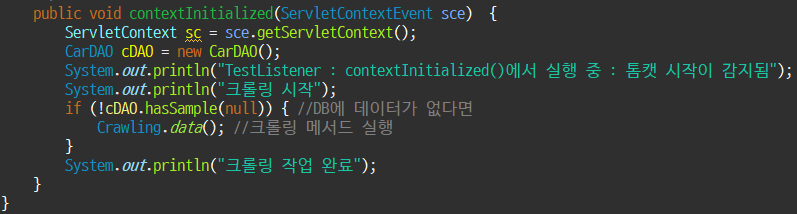 public void contextInitialized(ServletContextEvent sce)  {
ServletContext sc = sce.getServletContext();
CarDAO cDAO = new CarDAO();
System.out.println("TestListener : contextInitialized()에서 실행 중 : 톰캣 시작이 감지됨");
System.out.println("크롤링 시작");
if (!cDAO.hasSample(null)) { //DB에 데이터가 없다면
Crawling.data(); //크롤링 메서드 실행
}
System.out.println("크롤링 작업 완료");
}
}